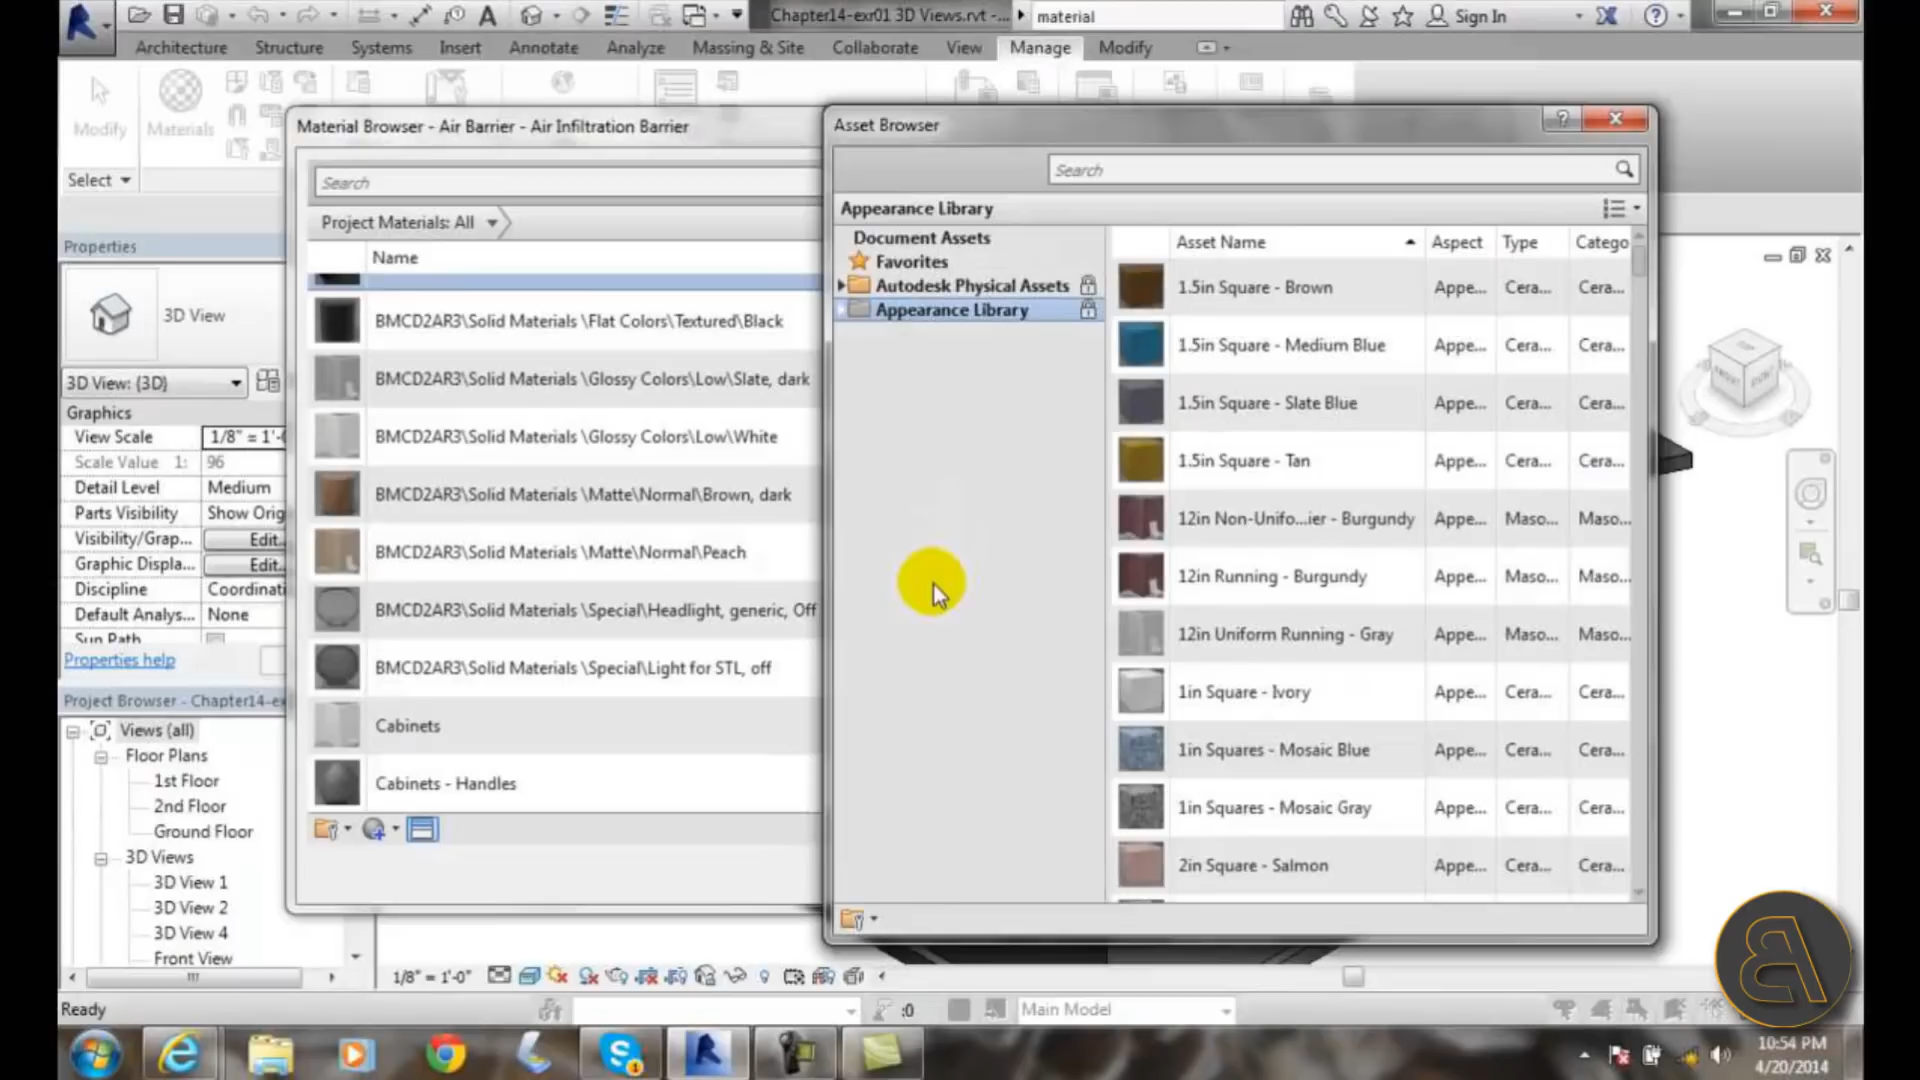 Chapter14-exr01 3D Views.rvt -...
material
Sign In
Architecture Structure Systems Insert Annotate Analyze Massing & Site Collaborate View Manage Modify
Modify
Materials
Select
Properties
3D View
3D View: {3D}
Graphics
View Scale 1/8" = 1'-0
Scale Value 1: 96
Detail Level Medium
Parts Visibility Show Orig
Visibility/Grap... Edit..
Graphic Displa... Edit..
Discipline Coordinati
Default Analys... None
Sun Path
Properties help
Project Browser - Chapter14-ex
Views (all)
Floor Plans
1st Floor
2nd Floor
Ground Floor
3D Views
3D View 1
3D View 2
3D View 4
Front View
Material Browser - Air Barrier - Air Infiltration Barrier
Search
Project Materials: All
Name
BMCD2AR3\Solid Materials \Flat Colors\Textured\Black
BMCD2AR3\Solid Materials \Glossy Colors\Low\Slate, dark
BMCD2AR3\Solid Materials \Glossy Colors\Low\White
BMCD2AR3\Solid Materials \Matte\Normal\Brown, dark
BMCD2AR3\Solid Materials \Matte\Normal\Peach
BMCD2AR3\Solid Materials \Special\Headlight, generic, Off
BMCD2AR3\Solid Materials \Special\Light for STL, off
Cabinets
Cabinets - Handles
Asset Browser
Search
Appearance Library
Document Assets
Favorites
Autodesk Physical Assets
Appearance Library
Asset Name Aspect Type Catego
1.5in Square - Brown Appe... Cera... Cera...
1.5in Square - Medium Blue Appe... Cera... Cera...
1.5in Square - Slate Blue Appe... Cera... Cera...
1.5in Square - Tan Appe... Cera... Cera...
12in Non-Unifo...ier - Burgundy Appe... Maso... Maso...
12in Running - Burgundy Appe... Maso... Maso...
12in Uniform Running - Gray Appe... Maso... Maso...
1in Square - Ivory Appe... Cera... Cera...
1in Squares - Mosaic Blue Appe... Cera... Cera...
1in Squares - Mosaic Gray Appe... Cera... Cera...
2in Square - Salmon Appe... Cera... Cera...
1/8" = 1'-0"
Ready
:0
Main Model
10:54 PM
4/20/2014